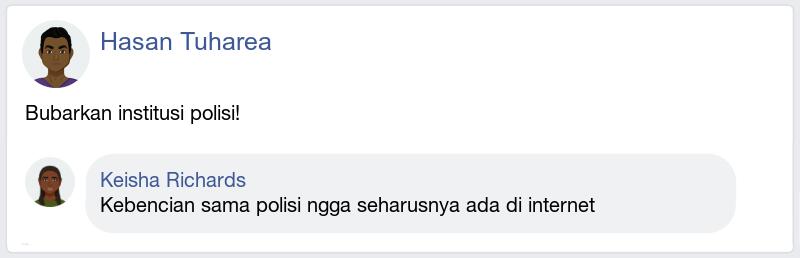 Hasan Tuharea
Bubarkan institusi polisi!
Keisha Richards
Kebencian sama polisi ngga seharusnya ada di internet